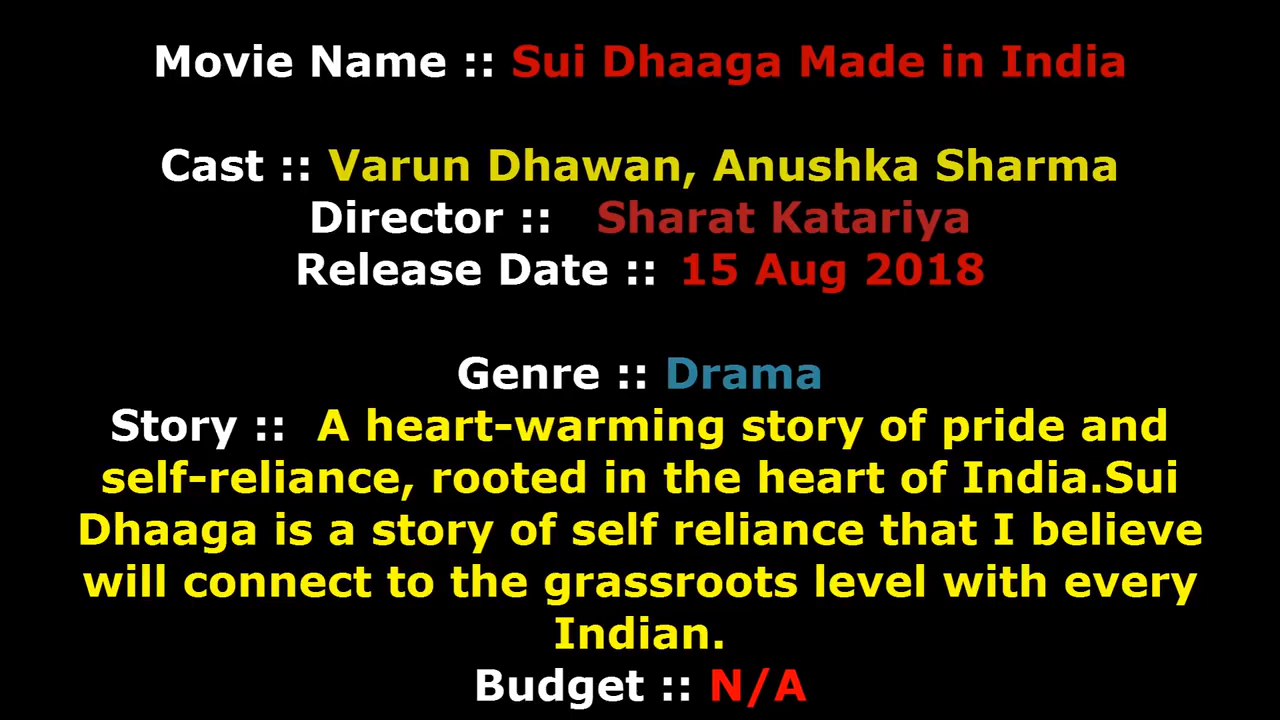 Movie Name :: Sui Dhaaga Made in India
Cast :: Varun Dhawan, Anushka Sharma
Director :: Sharat Katariya
Release Date :: 15 Aug 2018
Genre :: Drama
Story :: A heart-warming story of pride and
self-reliance, rooted in the heart of India.Sui
Dhaaga is a story of self reliance that I believe
will connect to the grassroots level with every
Indian.
Budget :: N/A